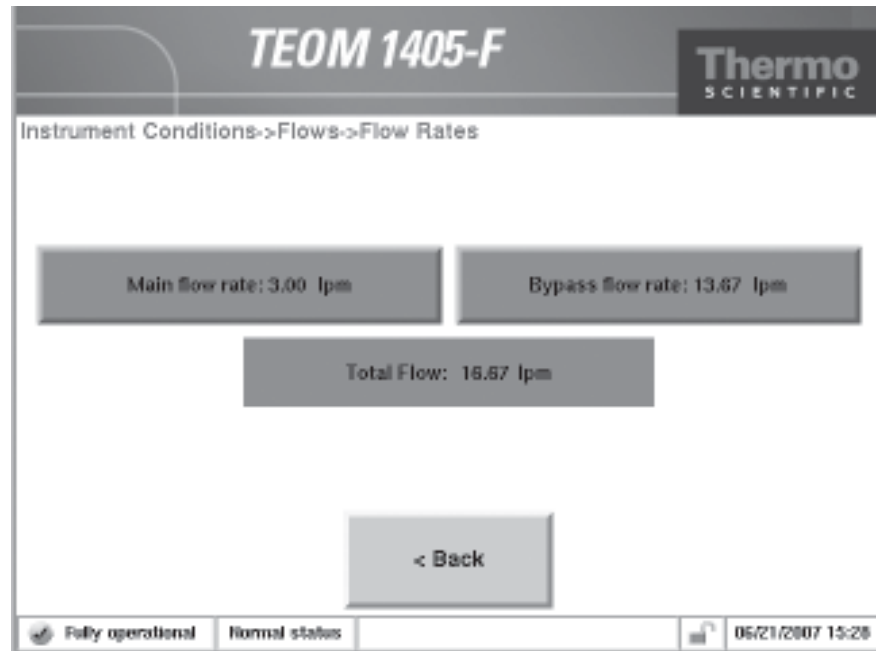 TEOM 1405-F
Thermo
SCIENTIFIC
Instrument Conditions->Flows->Flow Rates
Main flow rate: 3.00 lpm
Bypass flow rate: 13.67 lpm
Total Flow: 16.67 lpm
< Back
Fully operational
Normal status
06/21/2007 15:28